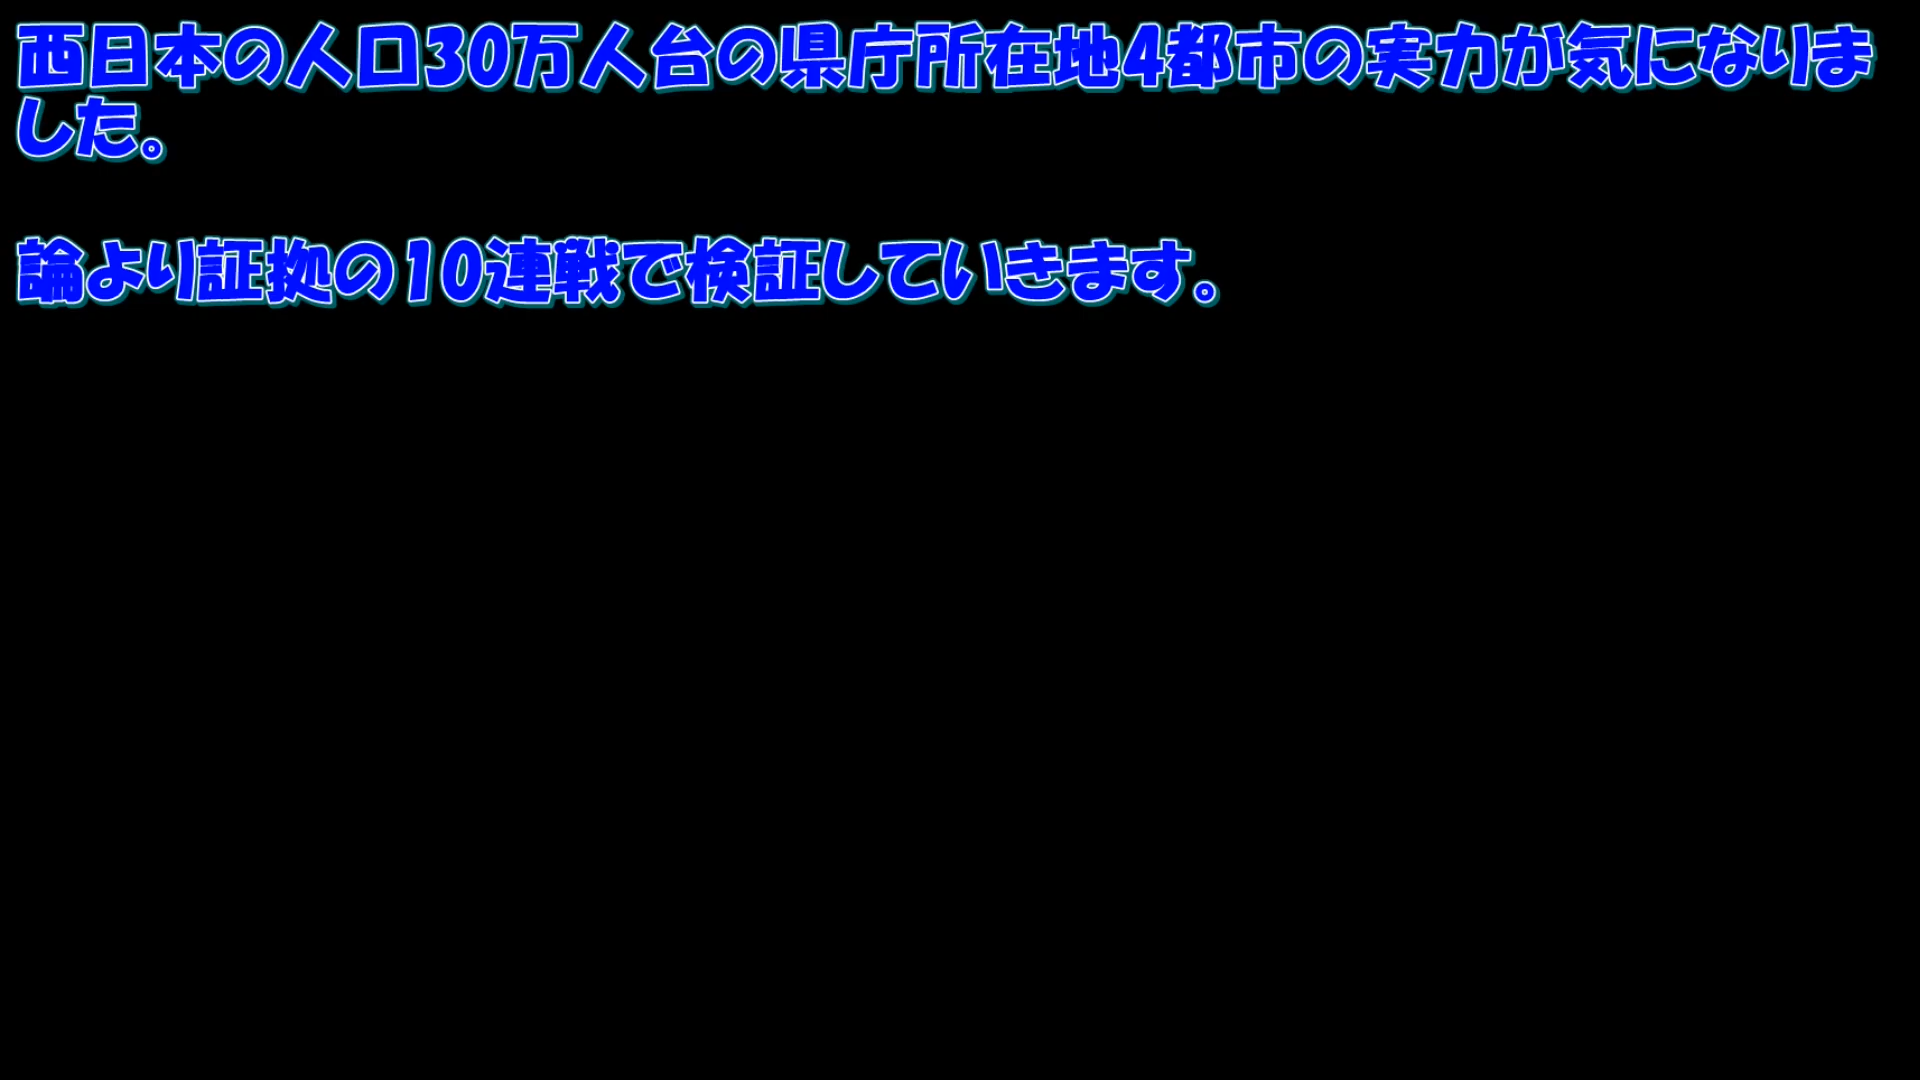 西日本の人口30万人台の県庁所在地4都市の実力が気になりま
した。
論より証拠の10連戦で検証していきます。